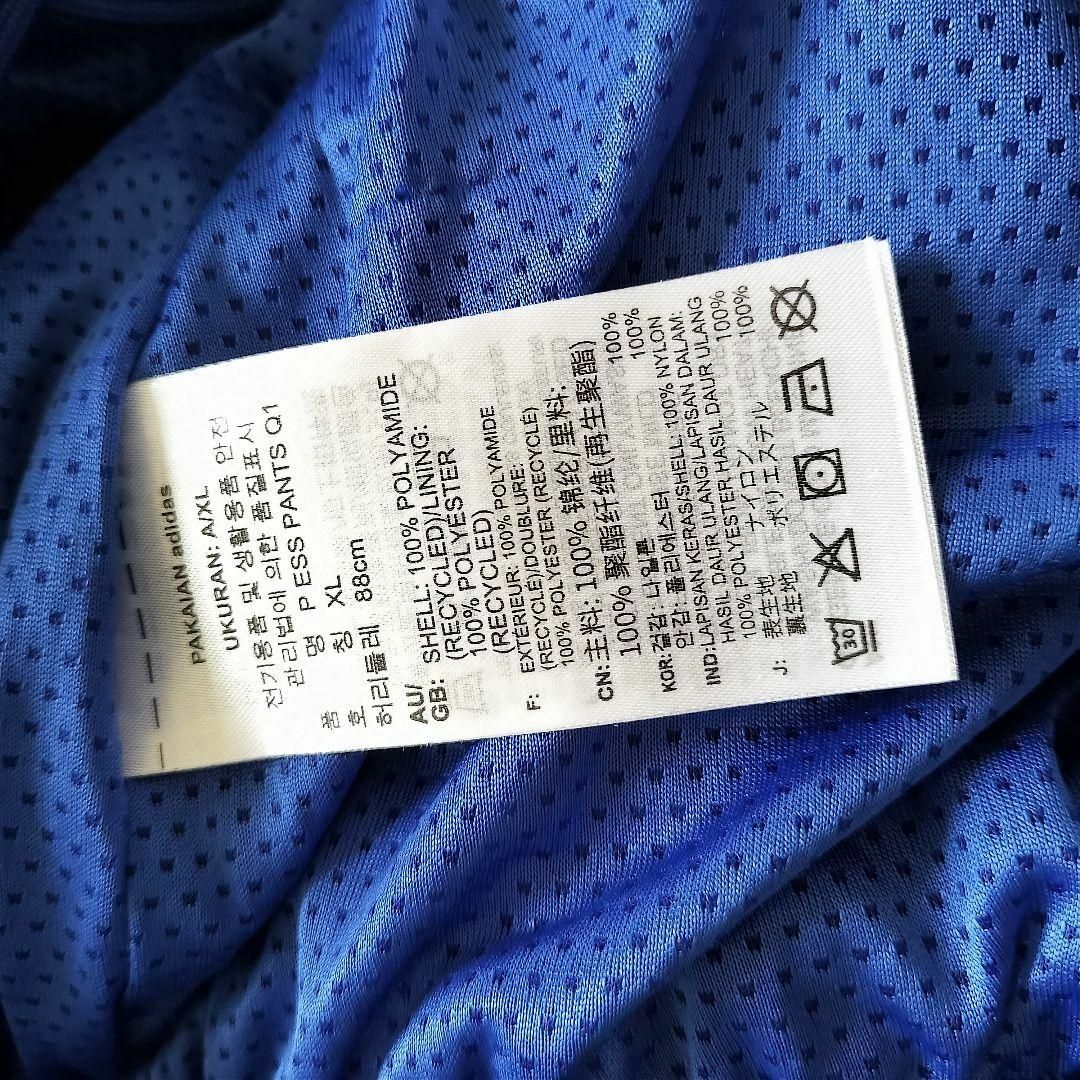 PAKAIAN adidas
UKURAN: A/XL
전기용품 및 생활용품 안전
관리법에 의한 품질표시
품 명 P ESS PANTS Q1
호 칭 XL
허리둘레 88cm
AU/ SHELL: 100% POLYAMIDE
GB: (RECYCLED)/LINING:
100% POLYESTER
(RECYCLED)
F: EXTÉRIEUR: 100% POLYAMIDE
(RECYCLÉ)/DOUBLURE:
100% POLYESTER (RECYCLÉ)
CN: 主料: 100% 锦纶/里料:
100% 聚酯纤维(再生聚酯)
KOR: 겉감: 나일론 100%
안감: 폴리에스터 100%
IND: LAPISAN KERAS/SHELL: 100% NYLON
HASIL DAUR ULANG/LAPISAN DALAM:
100% POLYESTER HASIL DAUR ULANG
J: 表生地 ナイロン 100%
裏生地 ポリエステル 100%
30